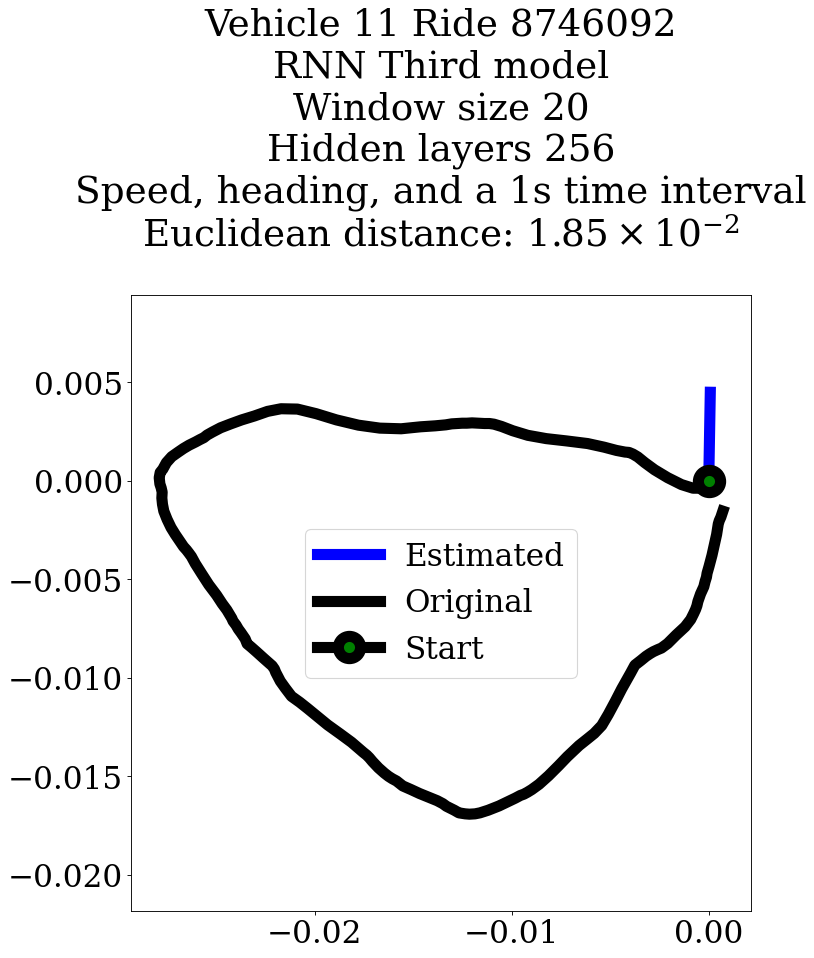 Vehicle 11 Ride 8746092
RNN Third model
Window size 20
Hidden layers 256
Speed, heading, and a 1s time interval
Euclidean distance: 1.85 × 10⁻²
0.005
0.000
−0.005
−0.010
−0.015
−0.020
Estimated
Original
Start
−0.02
−0.01
0.00